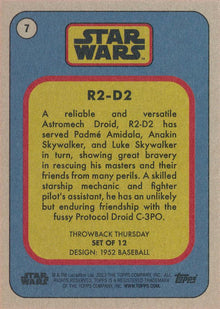 7
STAR
WARS
R2-D2
A reliable and versatile
Astromech Droid, R2-D2 has
served Padmé Amidala, Anakin
Skywalker, and Luke Skywalker
in turn, showing great bravery
in rescuing his masters and their
friends from many perils. A skilled
starship mechanic and fighter
pilot's assistant, he has an unlikely
but enduring friendship with the
fussy Protocol Droid C-3PO.
THROWBACK THURSDAY
SET OF 12
DESIGN: 1952 BASEBALL
STAR
WARS
TOPPS